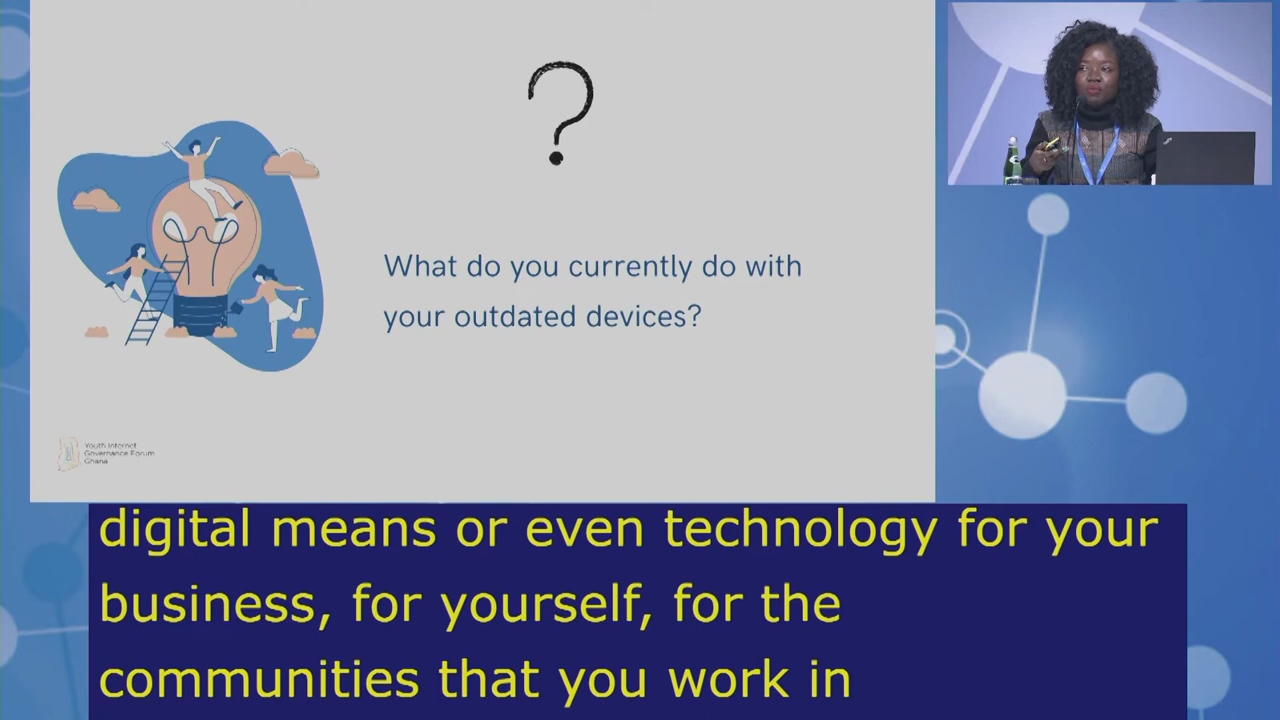 What do you currently do with
your outdated devices?
Youth Internet
Governance Forum
Ghana
digital means or even technology for your
business, for yourself, for the
communities that you work in